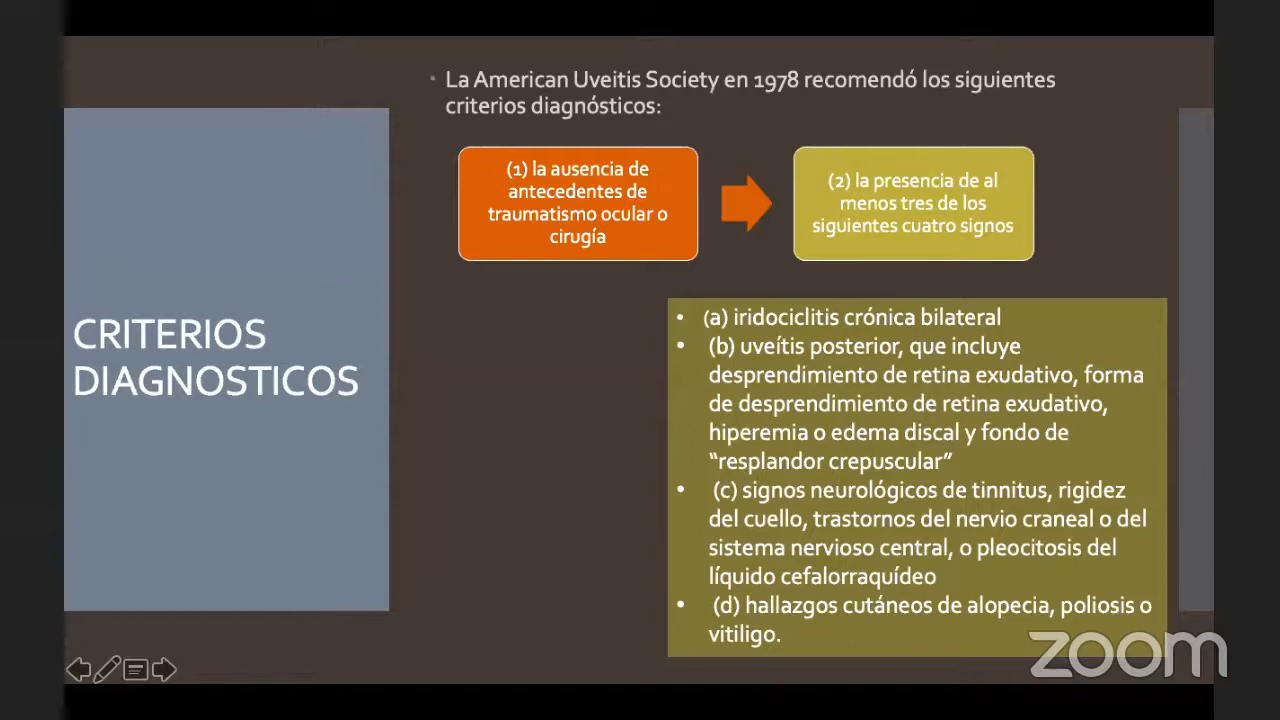 CRITERIOS
DIAGNOSTICOS
• La American Uveitis Society en 1978 recomendó los siguientes
criterios diagnósticos:
(1) la ausencia de
antecedentes de
traumatismo ocular o
cirugía
(2) la presencia de al
menos tres de los
siguientes cuatro signos
• (a) iridociclitis crónica bilateral
• (b) uveítis posterior, que incluye
desprendimiento de retina exudativo, forma
de desprendimiento de retina exudativo,
hiperemia o edema discal y fondo de
“resplandor crepuscular”
• (c) signos neurológicos de tinnitus, rigidez
del cuello, trastornos del nervio craneal o del
sistema nervioso central, o pleocitosis del
líquido cefalorraquídeo
• (d) hallazgos cutáneos de alopecia, poliosis o
vitiligo.
zoom